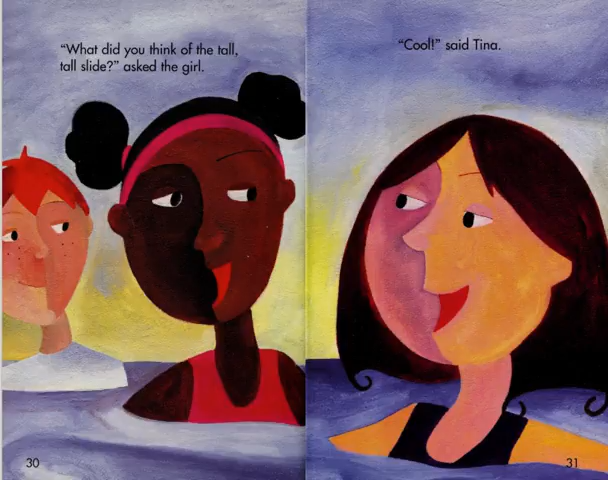 “What did you think of the tall,
tall slide?” asked the girl.
“Cool!” said Tina.
30
31